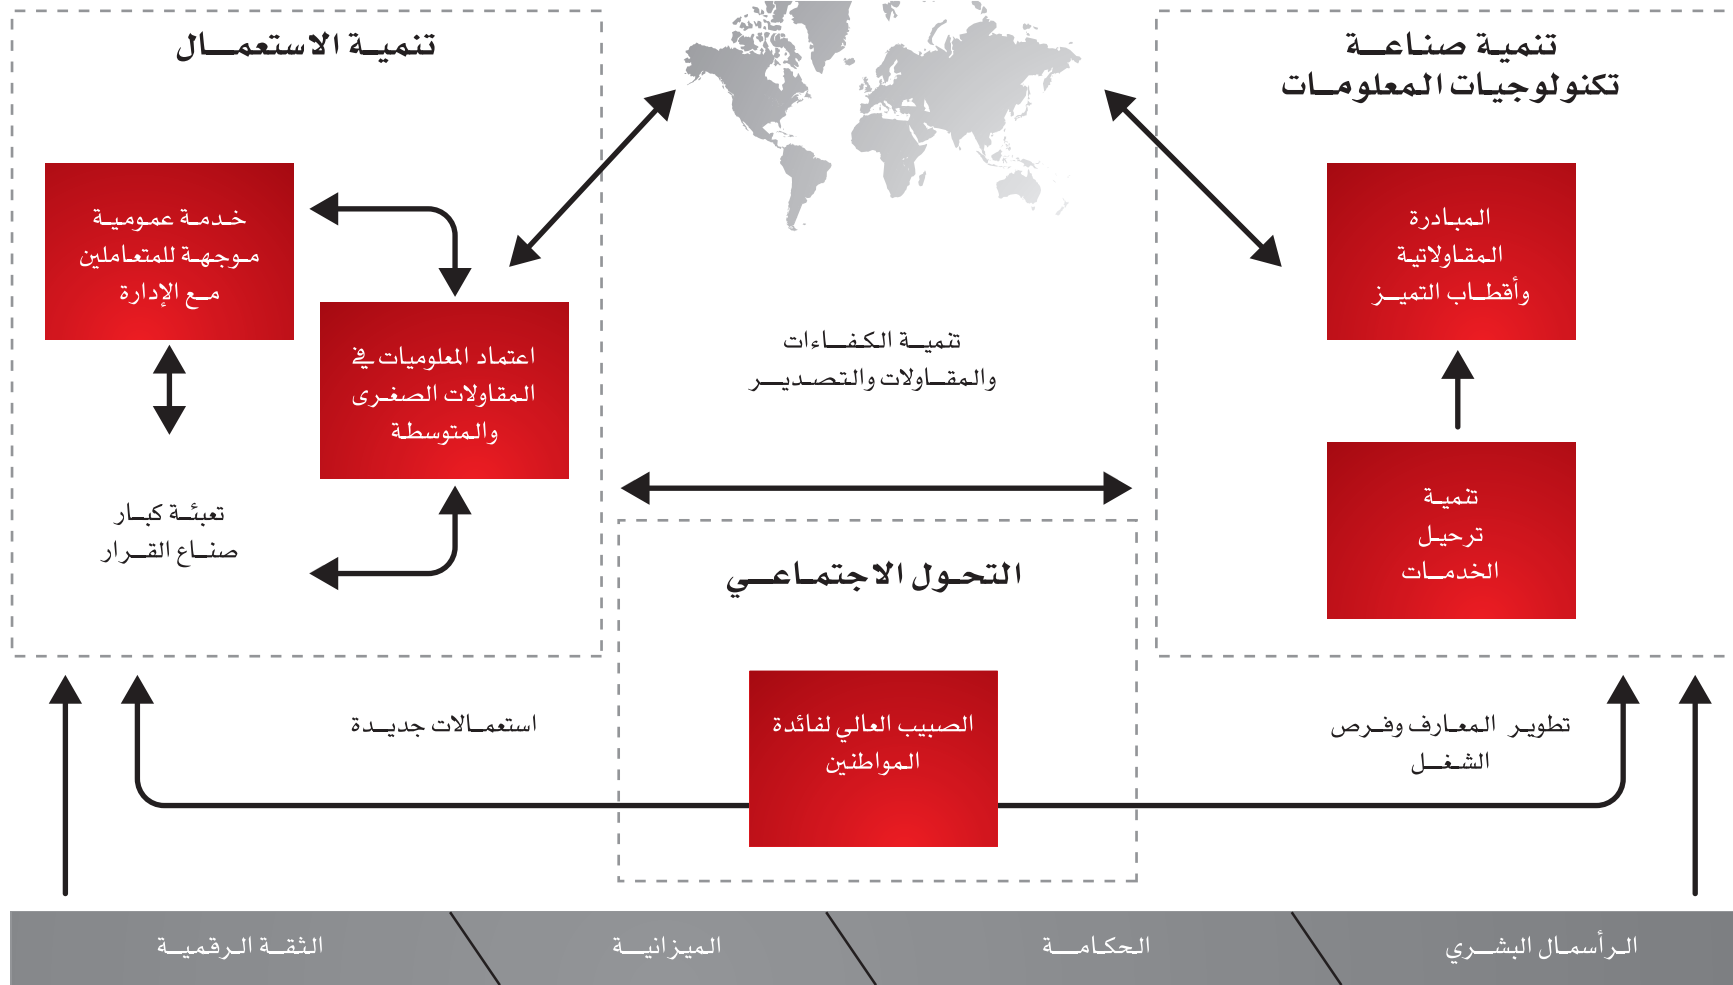 تنمية صناعة
تكنولوجيات المعلومات
المبادرة
المقاولاتية
وأقطاب التميز
تنمية
ترحيل
الخدمات
تنمية الكفاءات
والمقاولات والتصدير
تنمية الاستعمال
خدمة عمومية
موجهة للمتعاملين
مع الإدارة
اعتماد المعلوميات في
المقاولات الصغرى
والمتوسطة
تعبئة كبار
صناع القرار
التحول الاجتماعي
الصبيب العالي لفائدة
المواطنين
تطوير المعارف وفرص
الشغل
استعمالات جديدة
الرأسمال البشري
الحكامة
الميزانية
الثقة الرقمية